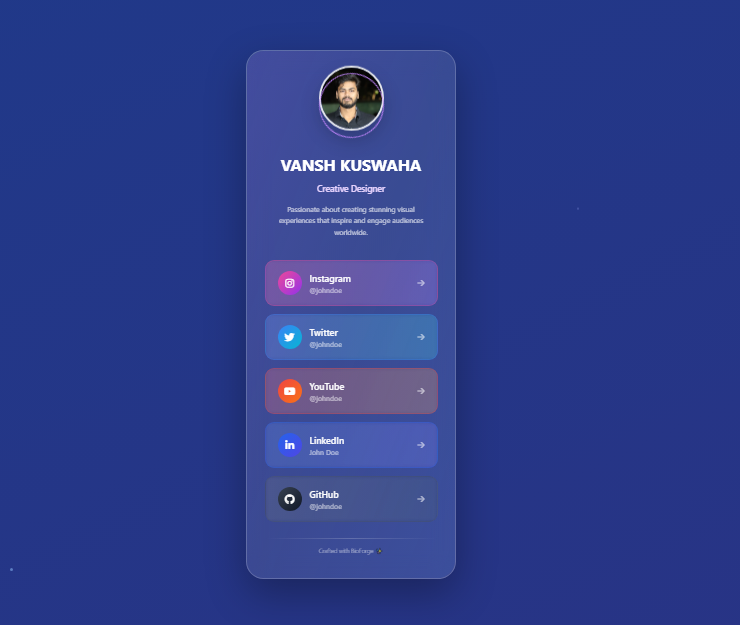 VANSH KUSWAHA
Creative Designer
Passionate about creating stunning visual
experiences that inspire and engage audiences
worldwide.
Instagram
@johndoe
Twitter
@johndoe
YouTube
@johndoe
LinkedIn
John Doe
GitHub
@johndoe
Crafted with BioForge